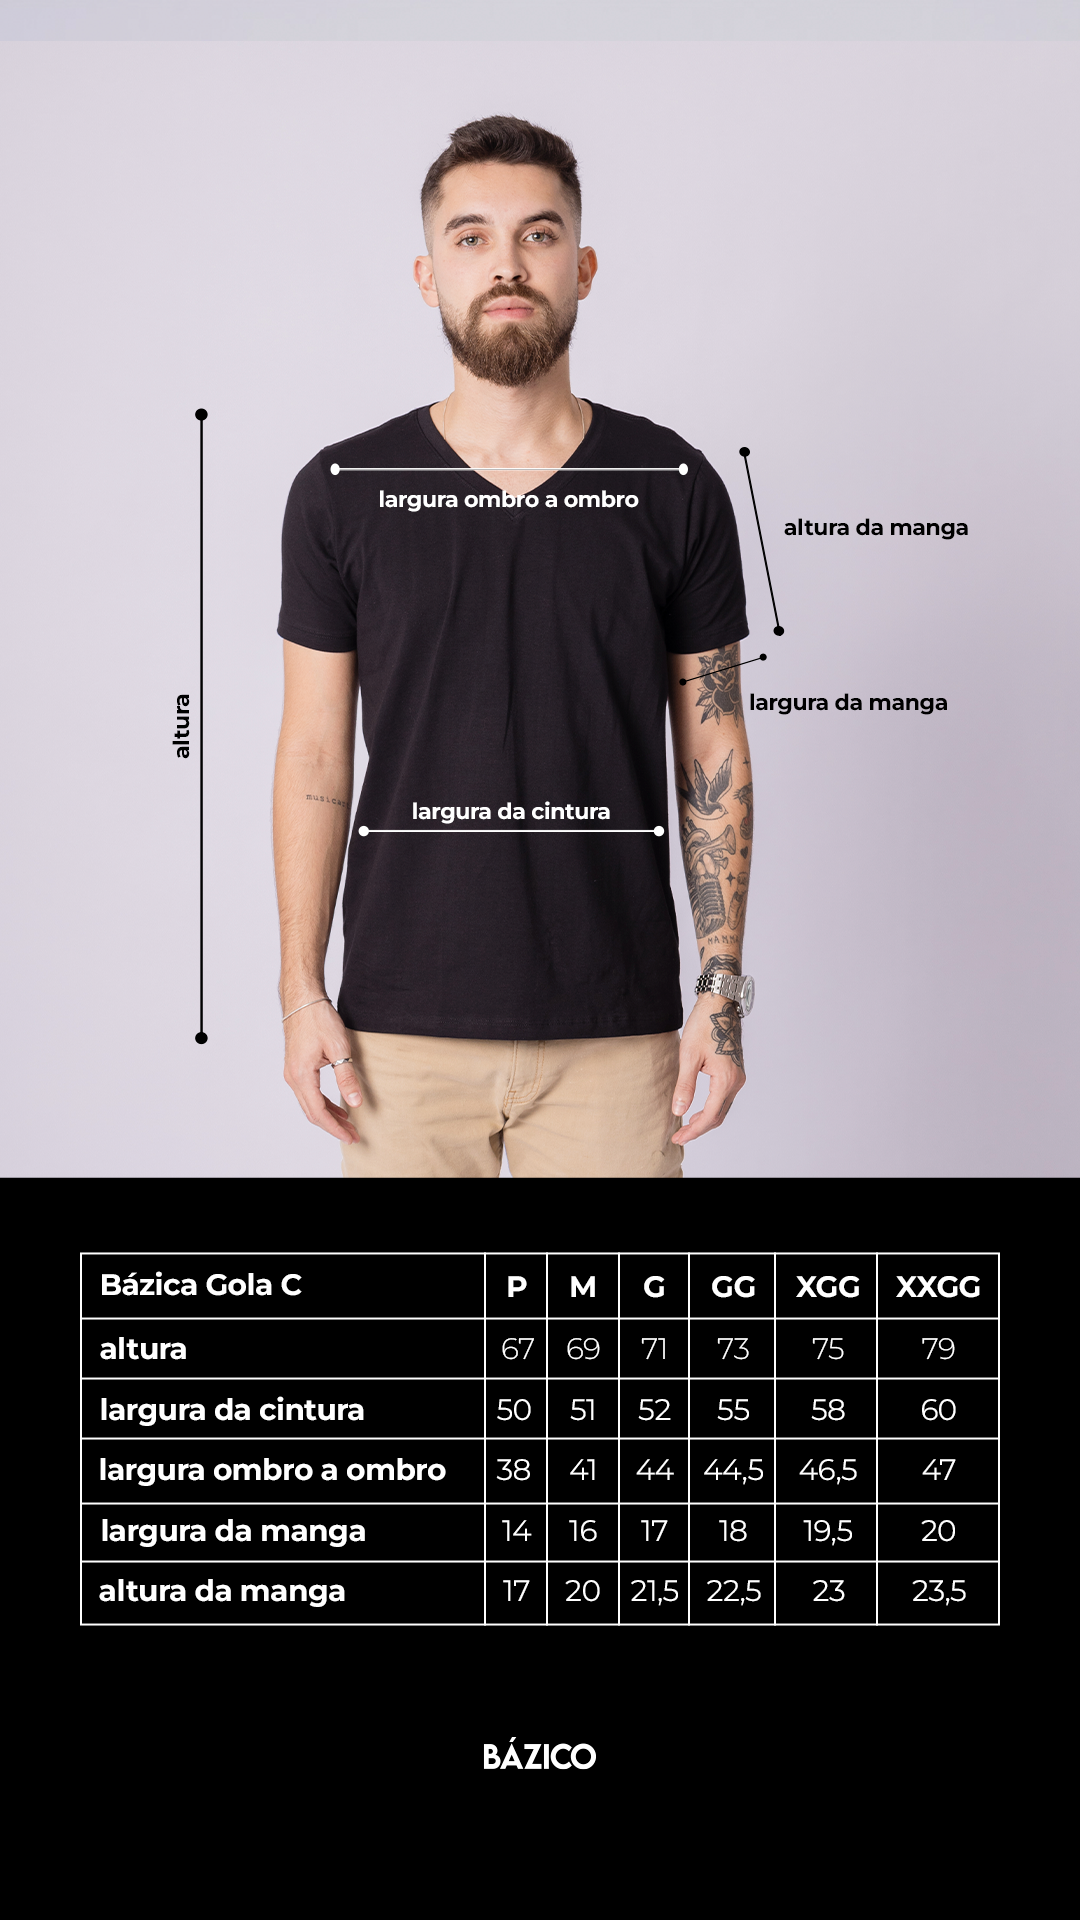 largura ombro a ombro
altura da manga
largura da manga
altura
largura da cintura
Bázica Gola C P M G GG XGG XXGG
altura 67 69 71 73 75 79
largura da cintura 50 51 52 55 58 60
largura ombro a ombro 38 41 44 44,5 46,5 47
largura da manga 14 16 17 18 19,5 20
altura da manga 17 20 21,5 22,5 23 23,5
BÁZICO